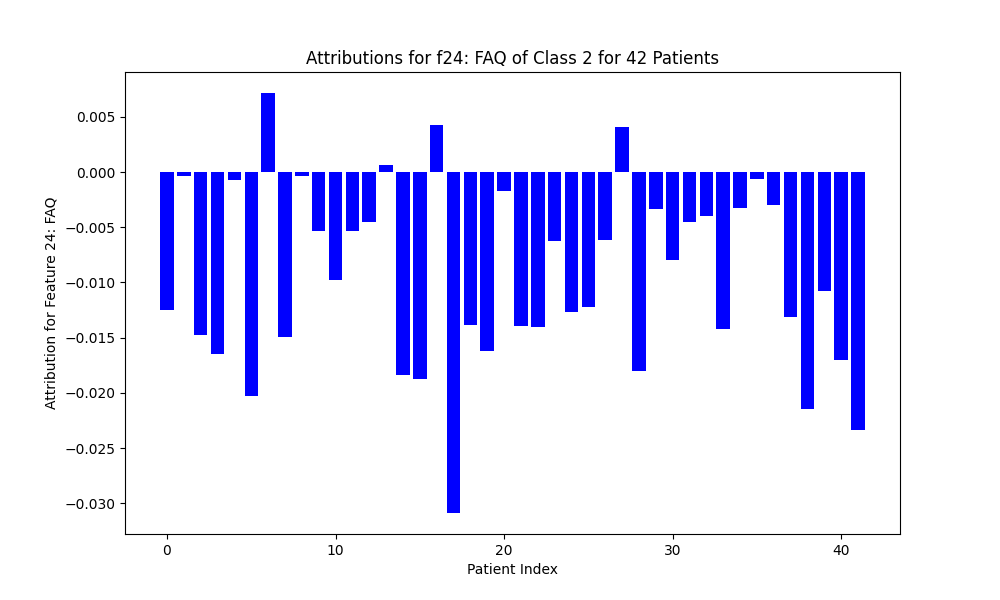 Attributions for f24: FAQ of Class 2 for 42 Patients
Attribution for Feature 24: FAQ
0.005
0.000
−0.005
−0.010
−0.015
−0.020
−0.025
−0.030
0 10 20 30 40
Patient Index